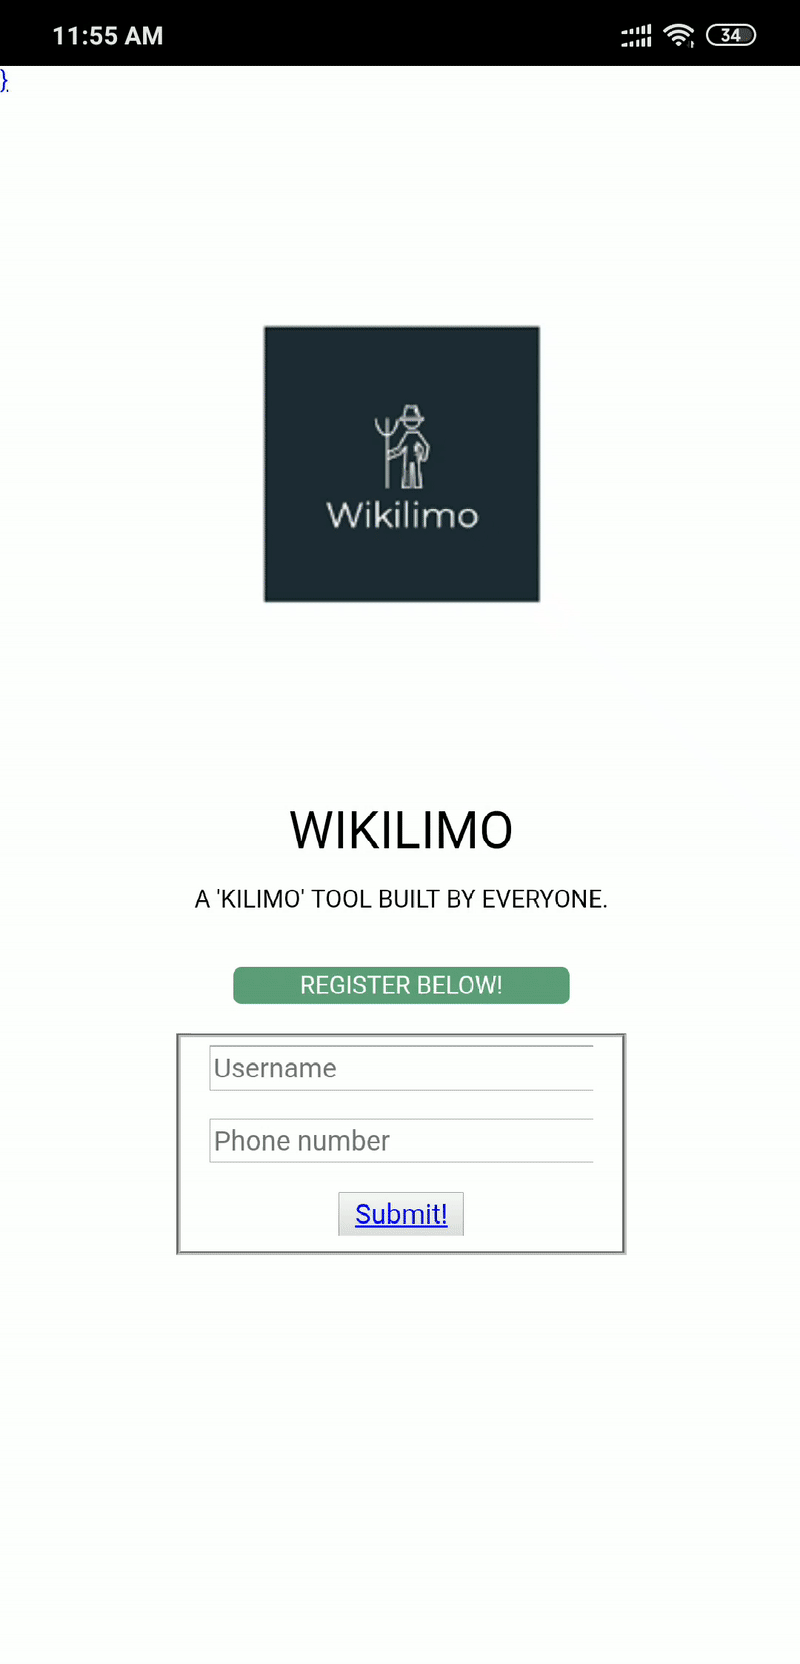 11:55 AM
34
}
Wikilimo
WIKILIMO
A 'KILIMO' TOOL BUILT BY EVERYONE.
REGISTER BELOW!
Username
Phone number
Submit!